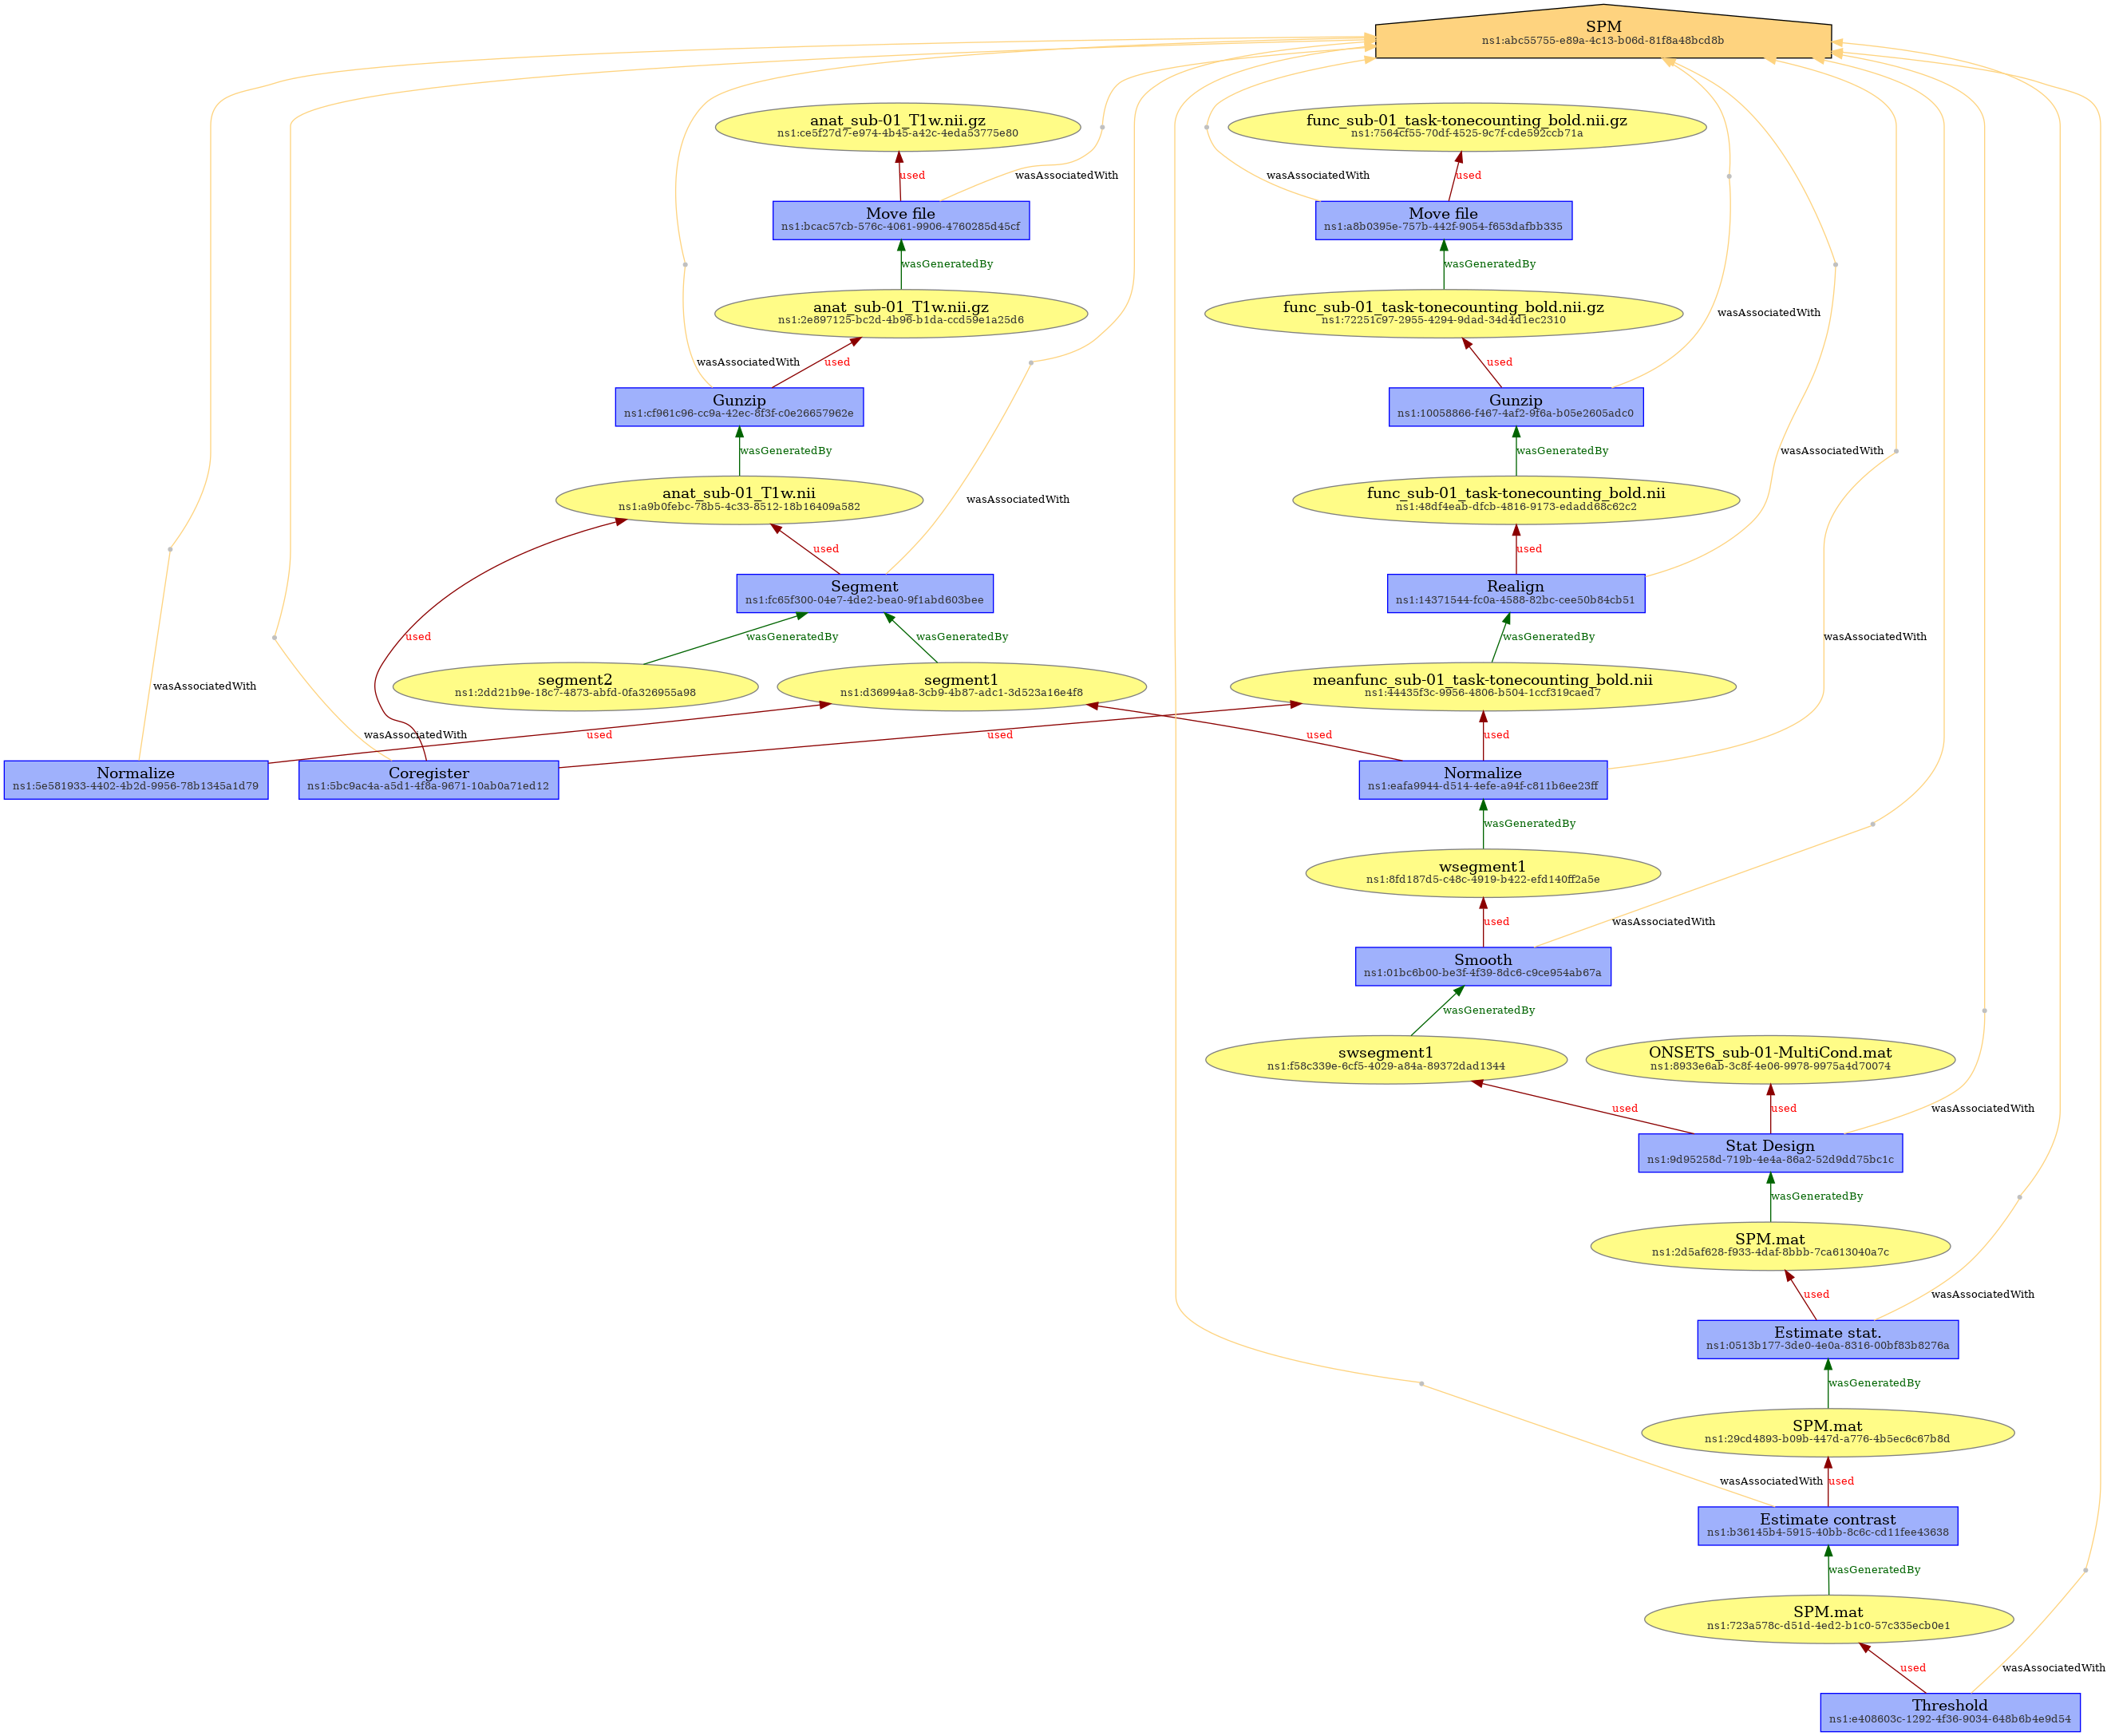 SPM
ns1:abc55755-e89a-4c13-b06d-81f8a48bcd8b
anat_sub-01_T1w.nii.gz
ns1:ce5f27d7-e974-4b45-a42c-4eda53775e80
func_sub-01_task-tonecounting_bold.nii.gz
ns1:7564cf55-70df-4525-9c7f-cde592ccb71a
used
wasAssociatedWith
wasAssociatedWith
used
Move file
ns1:bcac57cb-576c-4061-9906-4760285d45cf
Move file
ns1:a8b0395e-757b-442f-9054-f653dafbb335
wasGeneratedBy
wasGeneratedBy
anat_sub-01_T1w.nii.gz
ns1:2e897125-bc2d-4b96-b1da-ccd59e1a25d6
func_sub-01_task-tonecounting_bold.nii.gz
ns1:72251c97-2955-4294-9dad-34d4d1ec2310
wasAssociatedWith
wasAssociatedWith
used
used
Gunzip
ns1:cf961c96-cc9a-42ec-8f3f-c0e26657962e
Gunzip
ns1:10058866-f467-4af2-9f6a-b05e2605adc0
wasGeneratedBy
wasGeneratedBy
wasAssociatedWith
anat_sub-01_T1w.nii
ns1:a9b0febc-78b5-4c33-8512-18b16409a582
wasAssociatedWith
func_sub-01_task-tonecounting_bold.nii
ns1:48df4eab-dfcb-4816-9173-edadd68c62c2
used
used
Segment
ns1:fc65f300-04e7-4de2-bea0-9f1abd603bee
Realign
ns1:14371544-fc0a-4588-82bc-cee50b84cb51
used
wasGeneratedBy
wasGeneratedBy
wasGeneratedBy
wasAssociatedWith
wasAssociatedWith
segment2
ns1:2dd21b9e-18c7-4873-abfd-0fa326955a98
segment1
ns1:d36994a8-3cb9-4b87-adc1-3d523a16e4f8
meanfunc_sub-01_task-tonecounting_bold.nii
ns1:44435f3c-9956-4806-b504-1ccf319caed7
wasAssociatedWith
used
used
used
used
Normalize
ns1:5e581933-4402-4b2d-9956-78b1345a1d79
Coregister
ns1:5bc9ac4a-a5d1-4f8a-9671-10ab0a71ed12
Normalize
ns1:eafa9944-d514-4efe-a94f-c811b6ee23ff
wasGeneratedBy
wsegment1
ns1:8fd187d5-c48c-4919-b422-efd140ff2a5e
used
wasAssociatedWith
Smooth
ns1:01bc6b00-be3f-4f39-8dc6-c9ce954ab67a
wasGeneratedBy
swsegment1
ns1:f58c339e-6cf5-4029-a84a-89372dad1344
ONSETS_sub-01-MultiCond.mat
ns1:8933e6ab-3c8f-4e06-9978-9975a4d70074
used
used
wasAssociatedWith
Stat Design
ns1:9d95258d-719b-4e4a-86a2-52d9dd75bc1c
wasGeneratedBy
SPM.mat
ns1:2d5af628-f933-4daf-8bbb-7ca613040a7c
used
wasAssociatedWith
Estimate stat.
ns1:0513b177-3de0-4e0a-8316-00bf83b8276a
wasGeneratedBy
SPM.mat
ns1:29cd4893-b09b-447d-a776-4b5ec6c67b8d
wasAssociatedWith
used
Estimate contrast
ns1:b36145b4-5915-40bb-8c6c-cd11fee43638
wasGeneratedBy
SPM.mat
ns1:723a578c-d51d-4ed2-b1c0-57c335ecb0e1
used
wasAssociatedWith
Threshold
ns1:e408603c-1292-4f36-9034-648b6b4e9d54